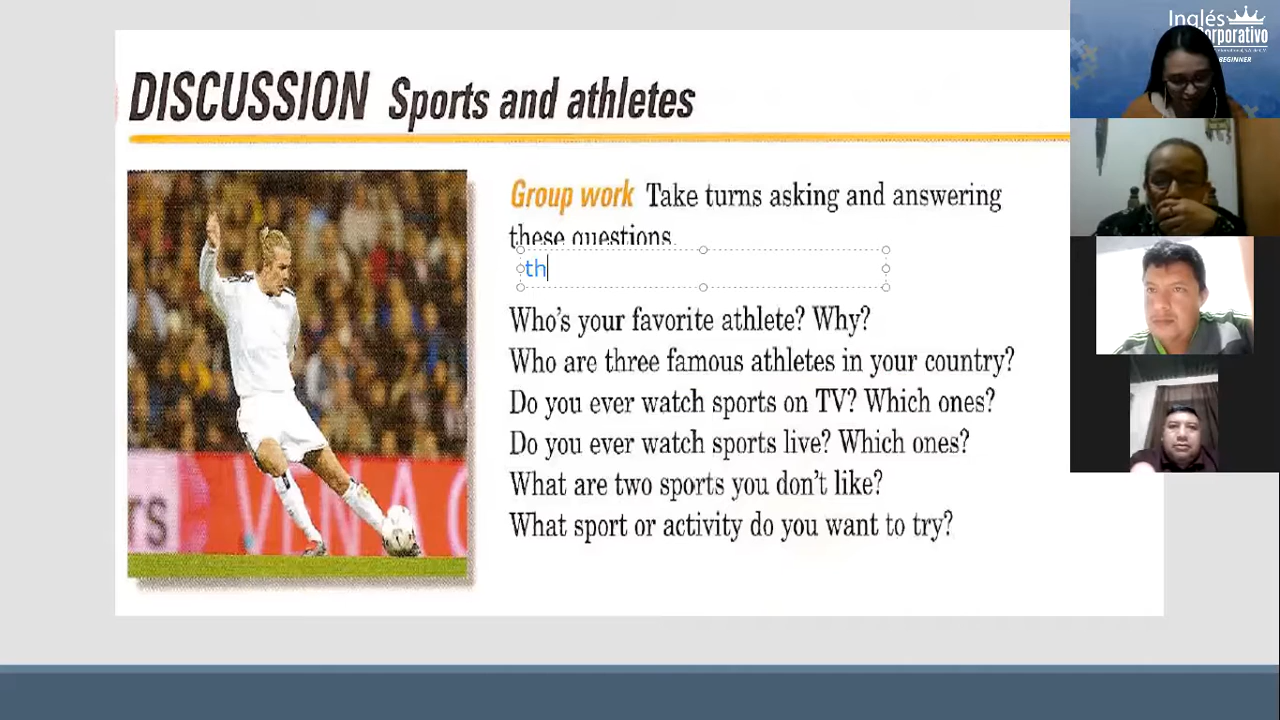 DISCUSSION Sports and athletes
Group work Take turns asking and answering
these questions.
th
Who's your favorite athlete? Why?
Who are three famous athletes in your country?
Do you ever watch sports on TV? Which ones?
Do you ever watch sports live? Which ones?
What are two sports you don't like?
What sport or activity do you want to try?
Inglés
BEGINNER